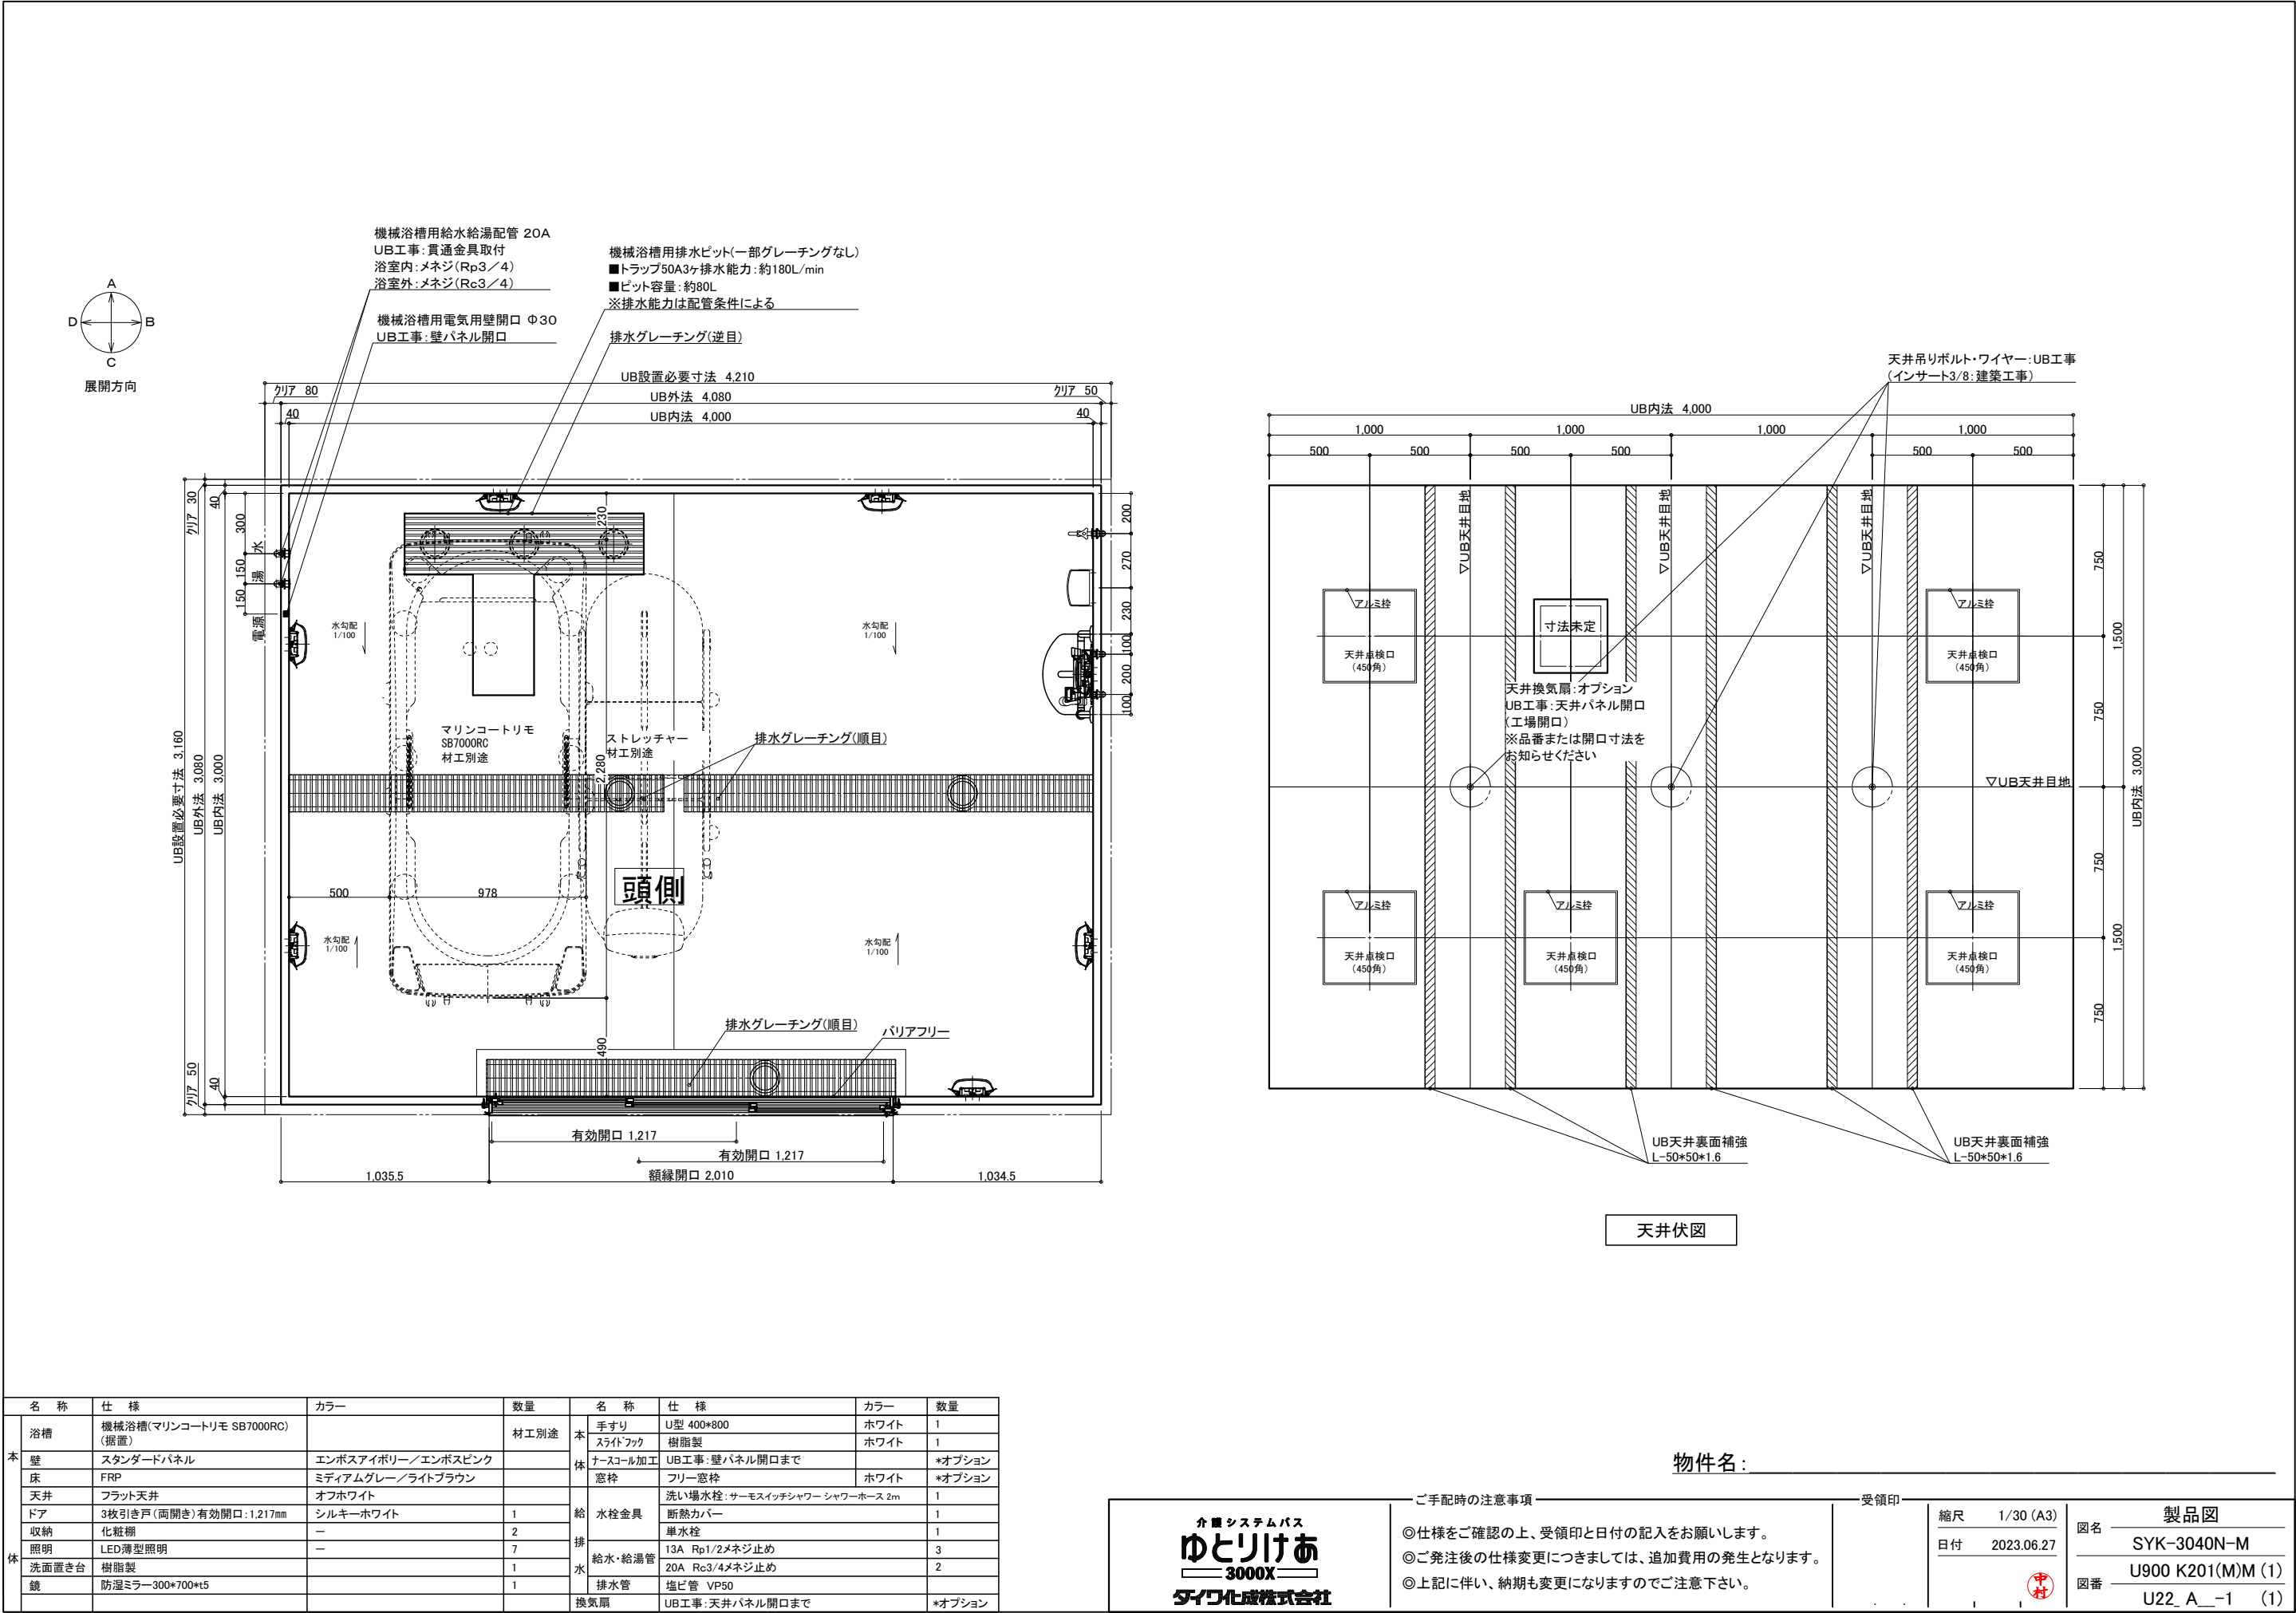 機械浴槽用給水給湯配管 20A
UB工事:貫通金具取付
浴室内:メネジ(Rp3／4)
浴室外:メネジ(Rc3／4)
機械浴槽用電気用壁開口 Φ30
UB工事:壁パネル開口
機械浴槽用排水ピット(一部グレーチングなし)
■トラップ50A3ヶ排水能力:約180L/min
■ピット容量:約80L
※排水能力は配管条件による
排水グレーチング(逆目)
A
D
B
C
展開方向
UB設置必要寸法 4,210
クリア 80
UB外法 4,080
クリア 50
40
UB内法 4,000
40
クリア 30
40
300
150
150
水
湯
電源
UB設置必要寸法 3,160
UB外法 3,080
UB内法 3,000
クリア 50
40
230
2,280
490
200
270
230
100
200
100
水勾配
1/100
水勾配
1/100
マリンコートリモ
SB7000RC
材工別途
ストレッチャー
材工別途
排水グレーチング(順目)
頭側
500
978
水勾配
1/100
水勾配
1/100
排水グレーチング(順目)
バリアフリー
有効開口 1,217
有効開口 1,217
1,035.5
額縁開口 2,010
1,034.5
天井吊りボルト・ワイヤー:UB工事
(インサート3/8:建築工事)
UB内法 4,000
1,000
1,000
1,000
1,000
500
500
500
500
500
500
▽UB天井目地
▽UB天井目地
▽UB天井目地
アルミ枠
天井点検口
(450角)
寸法未定
アルミ枠
天井点検口
(450角)
天井換気扇:オプション
UB工事:天井パネル開口
(工場開口)
※品番または開口寸法を
お知らせください
▽UB天井目地
アルミ枠
天井点検口
(450角)
アルミ枠
天井点検口
(450角)
アルミ枠
天井点検口
(450角)
750
750
750
750
1,500
1,500
UB内法 3,000
UB天井裏面補強
L-50*50*1.6
UB天井裏面補強
L-50*50*1.6
天井伏図
名 称 仕 様 カラー 数量 名 称 仕 様 カラー 数量
本体
浴槽 機械浴槽(マリンコートリモ SB7000RC)
(据置) 材工別途
壁 スタンダードパネル エンボスアイボリー／エンボスピンク
床 FRP ミディアムグレー／ライトブラウン
天井 フラット天井 オフホワイト
ドア 3枚引き戸(両開き)有効開口:1,217mm シルキーホワイト 1
収納 化粧棚 － 2
照明 LED薄型照明 － 7
洗面置き台 樹脂製 1
鏡 防湿ミラー300*700*t5 1
本体
手すり U型 400*800 ホワイト 1
スライドフック 樹脂製 ホワイト 1
ナースコール加工 UB工事:壁パネル開口まで *オプション
窓枠 フリー窓枠 ホワイト *オプション
給排水
水栓金具 洗い場水栓:サーモスイッチシャワー シャワーホース 2m 1
断熱カバー 1
単水栓 1
給水・給湯管 13A Rp1/2メネジ止め 3
20A Rc3/4メネジ止め 2
排水管 塩ビ管 VP50
換気扇 UB工事:天井パネル開口まで *オプション
物件名:
介護システムバス
ゆとりけあ
3000X
ダイワ化成株式会社
ご手配時の注意事項
◎仕様をご確認の上、受領印と日付の記入をお願いします。
◎ご発注後の仕様変更につきましては、追加費用の発生となります。
◎上記に伴い、納期も変更になりますのでご注意下さい。
受領印
縮尺 1/30 (A3)
日付 2023.06.27
中村
図名 製品図
SYK-3040N-M
図番 U900 K201(M)M (1)
U22_ A__-1 (1)